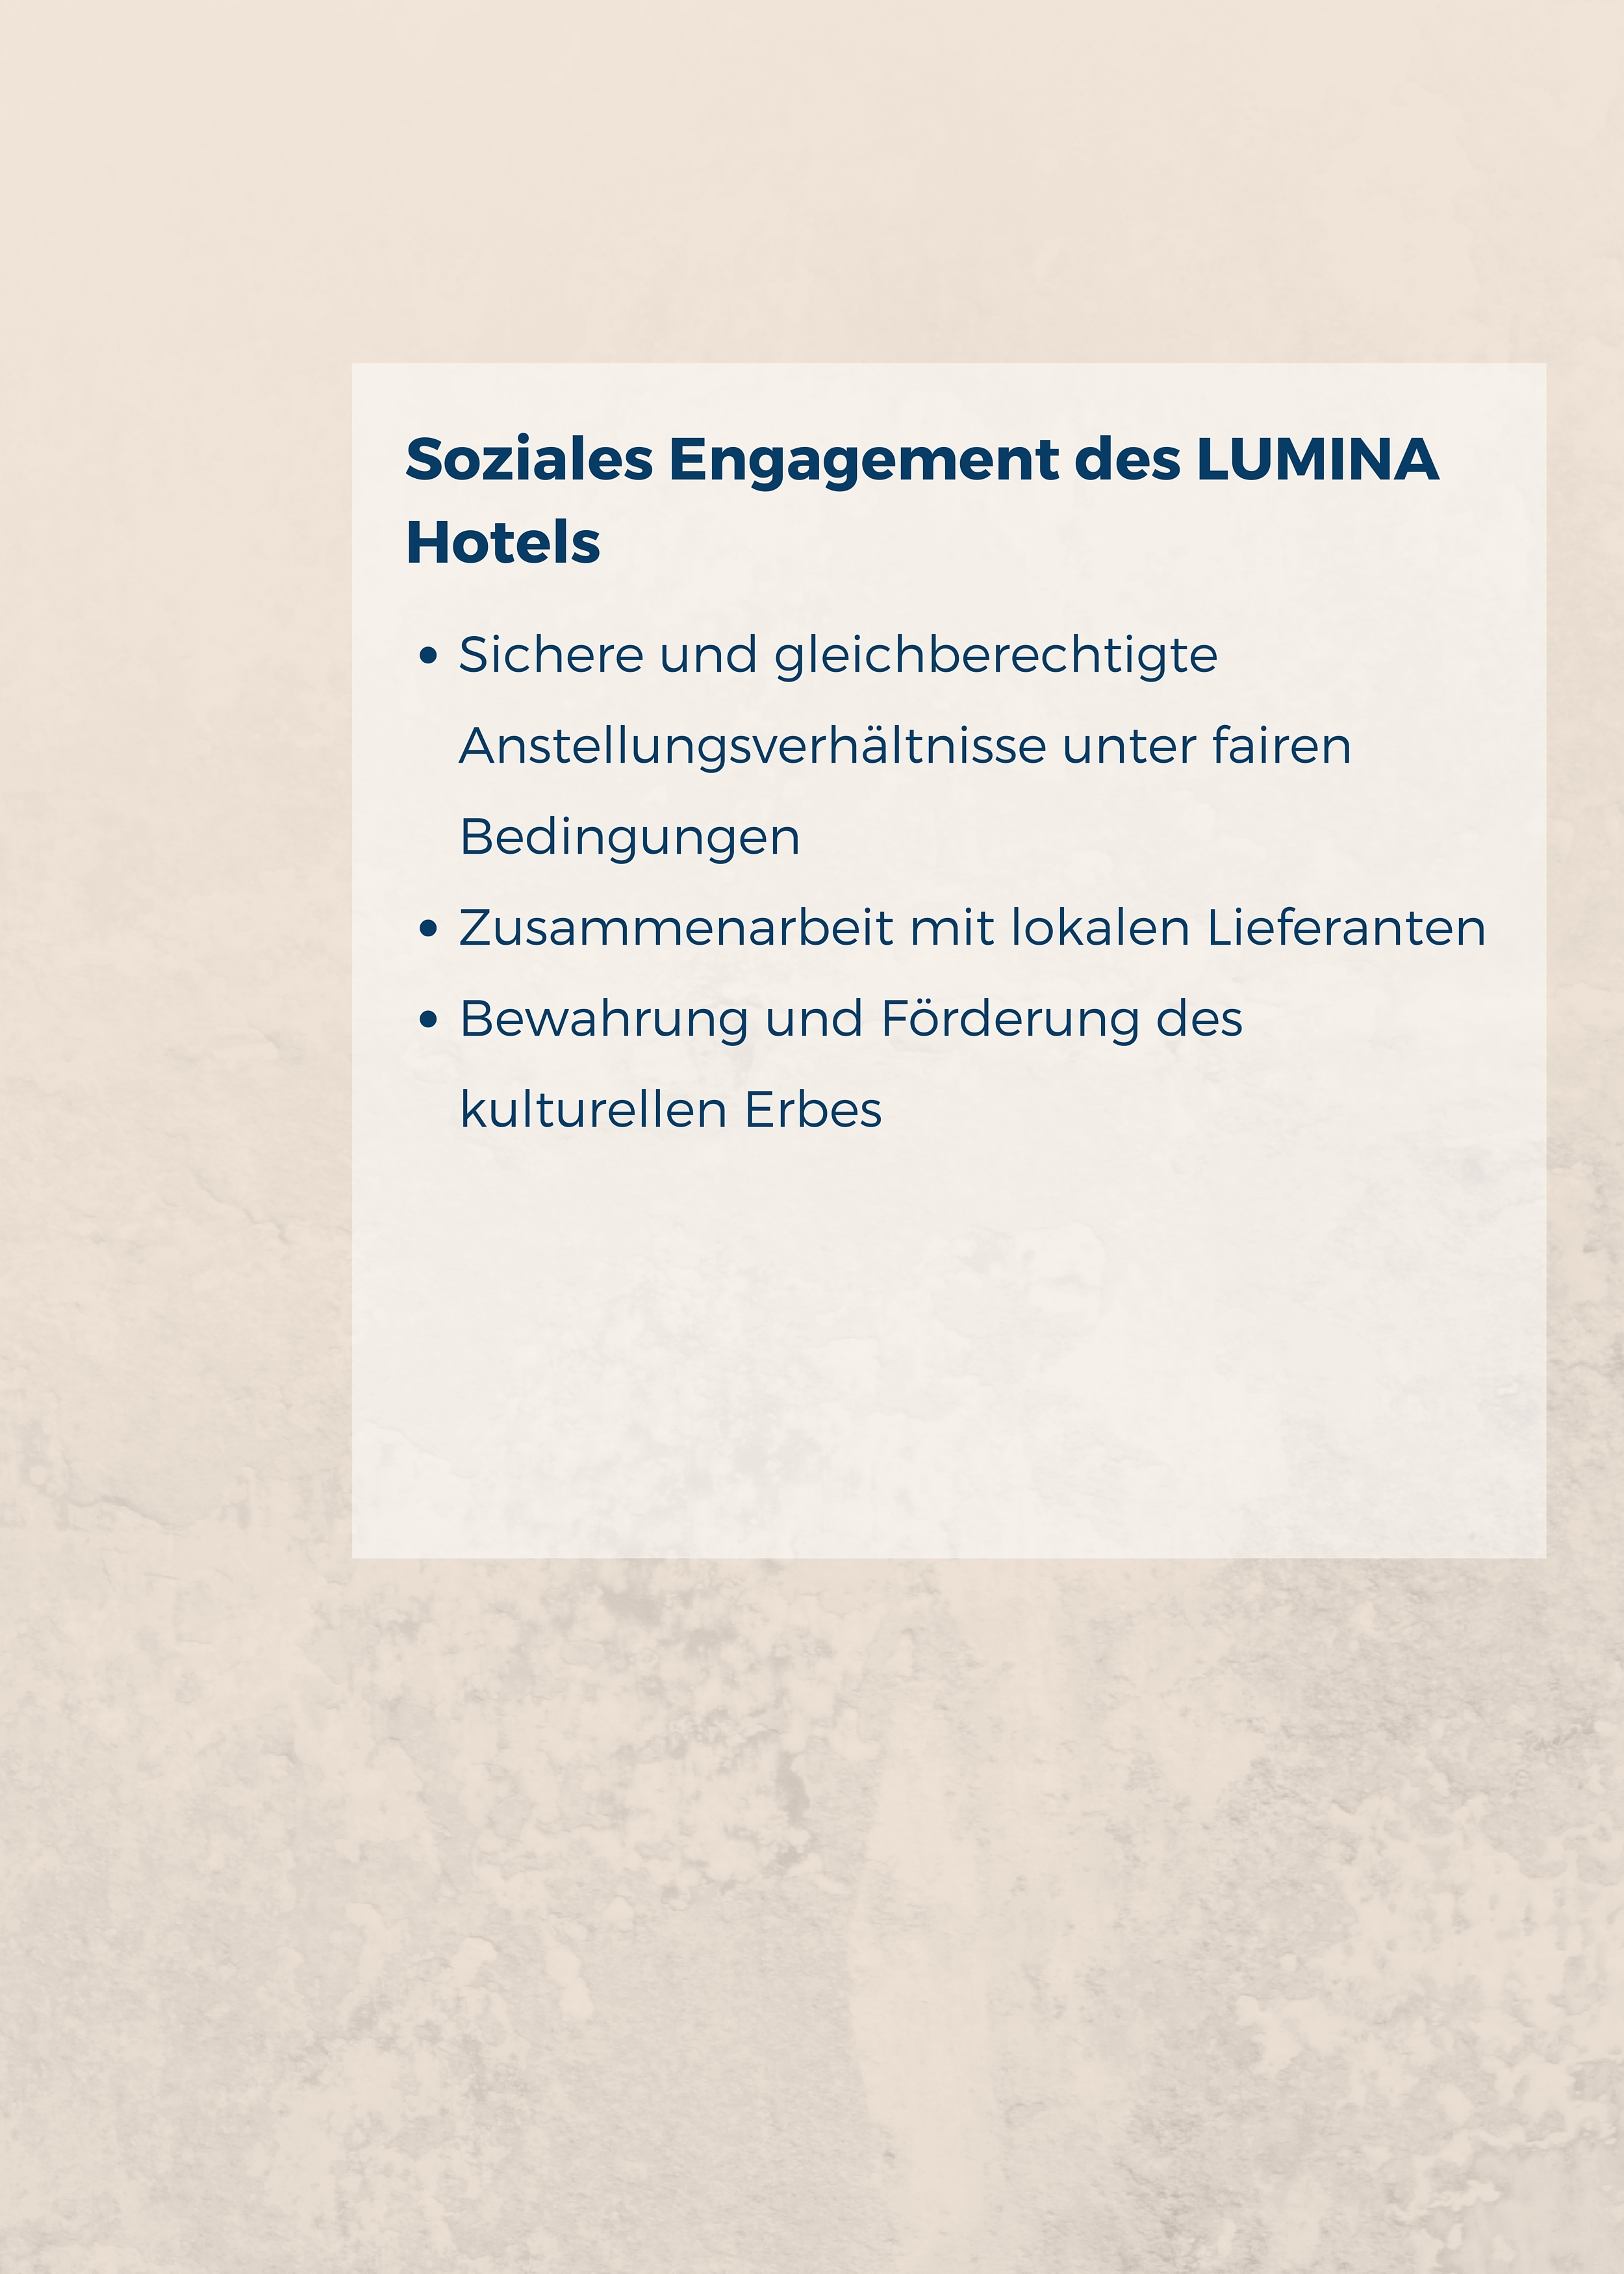 Soziales Engagement des LUMINA
Hotels
• Sichere und gleichberechtigte
Anstellungsverhältnisse unter fairen
Bedingungen
• Zusammenarbeit mit lokalen Lieferanten
• Bewahrung und Förderung des
kulturellen Erbes